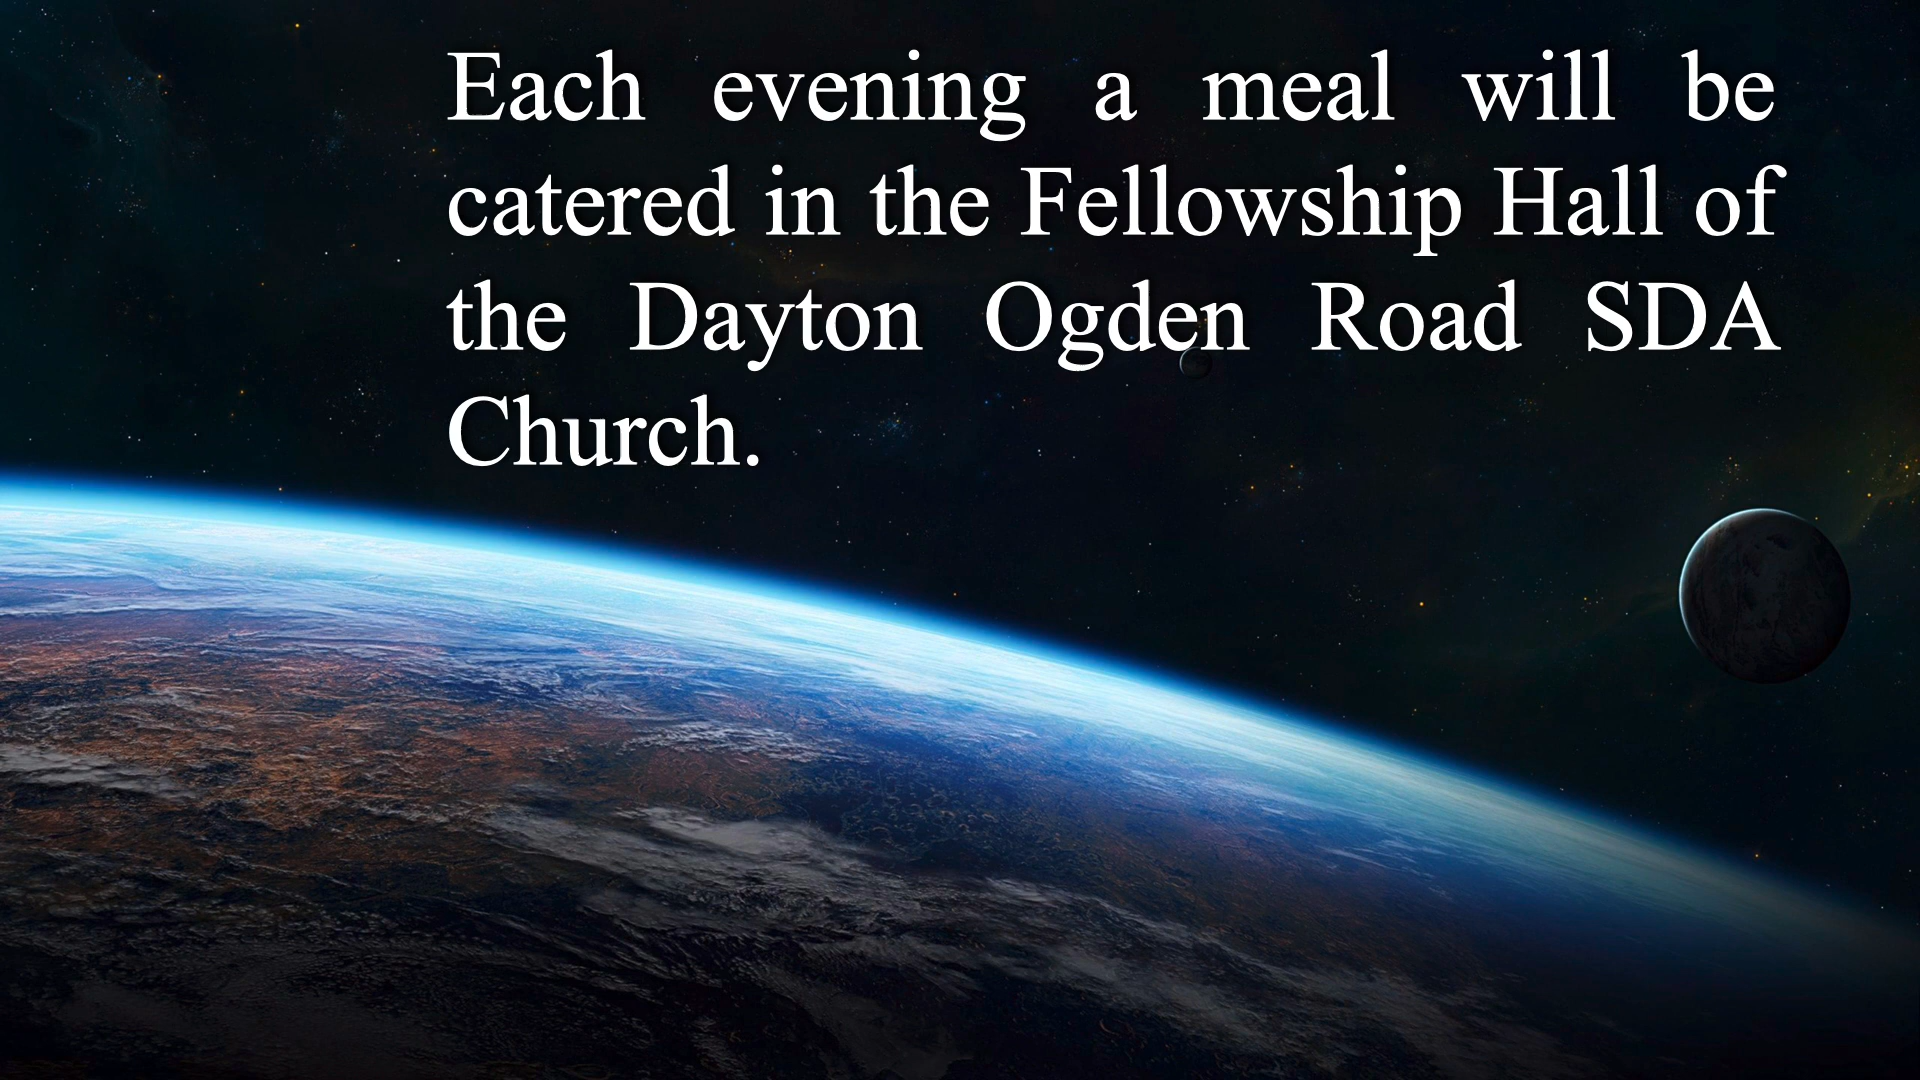 Each evening a meal will be
catered in the Fellowship Hall of
the Dayton Ogden Road SDA
Church.